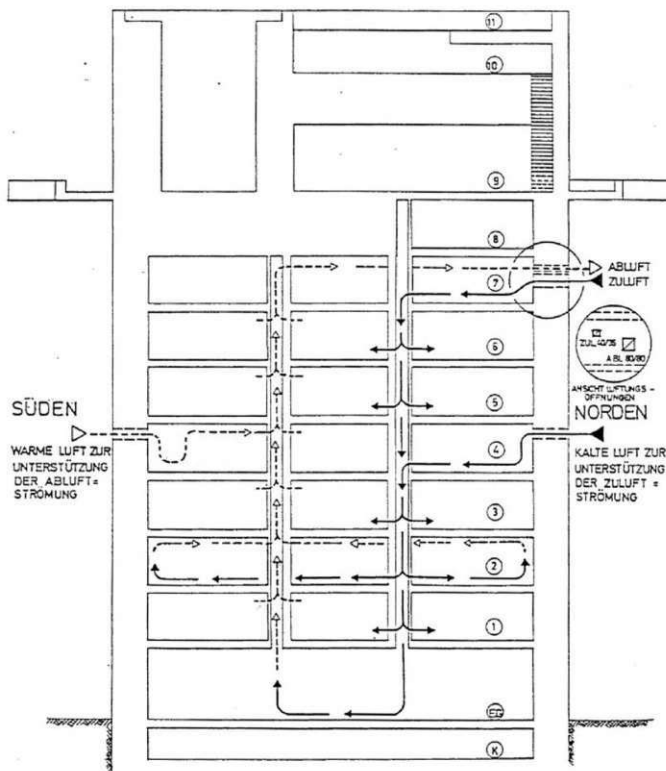 11
10
9
8
ABLUFT
ZULUFT
7
ZUL 40/35
ABL 80/80
ANSICHT LÜFTUNGS -
ÖFFNUNGEN
6
5
SÜDEN
WARME LUFT ZUR
UNTERSTÜTZUNG
DER ABLUFT=
STRÖMUNG
NORDEN
KALTE LUFT ZUR
UNTERSTÜTZUNG
DER ZULUFT =
STRÖMUNG
4
3
2
1
EG
K